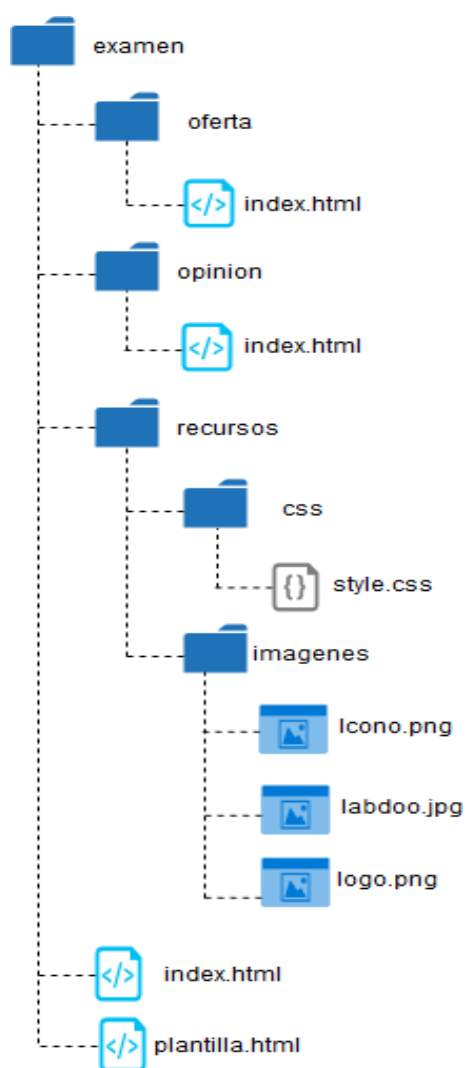 examen
oferta
</>
index.html
opinion
</>
index.html
recursos
css
{}
style.css
imagenes
Icono.png
labdoo.jpg
logo.png
</>
index.html
</>
plantilla.html